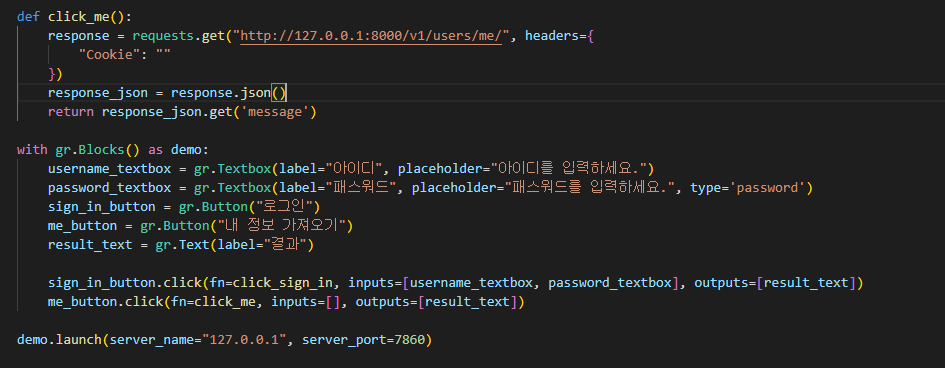 def click_me():
    response = requests.get("http://127.0.0.1:8000/v1/users/me/", headers={
        "Cookie": ""
    })
    response_json = response.json()
    return response_json.get('message')

with gr.Blocks() as demo:
    username_textbox = gr.Textbox(label="아이디", placeholder="아이디를 입력하세요.")
    password_textbox = gr.Textbox(label="패스워드", placeholder="패스워드를 입력하세요.", type='password')
    sign_in_button = gr.Button("로그인")
    me_button = gr.Button("내 정보 가져오기")
    result_text = gr.Text(label="결과")

    sign_in_button.click(fn=click_sign_in, inputs=[username_textbox, password_textbox], outputs=[result_text])
    me_button.click(fn=click_me, inputs=[], outputs=[result_text])

demo.launch(server_name="127.0.0.1", server_port=7860)